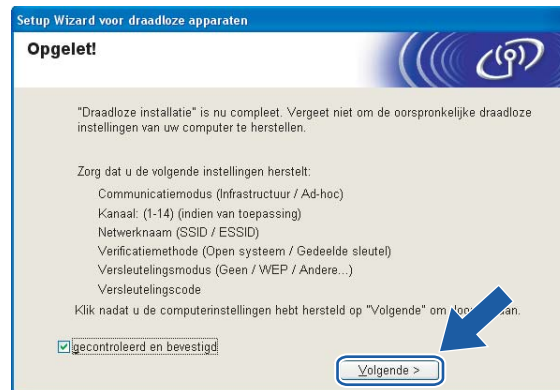 Setup Wizard voor draadloze apparaten
Opgelet!
"Draadloze installatie" is nu compleet. Vergeet niet om de oorspronkelijke draadloze
instellingen van uw computer te herstellen.
Zorg dat u de volgende instellingen herstelt:
Communicatiemodus (Infrastructuur / Ad-hoc)
Kanaal: (1-14) (indien van toepassing)
Netwerknaam (SSID / ESSID)
Verificatiemethode (Open systeem / Gedeelde sleutel)
Versleutelingsmodus (Geen / WEP / Andere...)
Versleutelingscode
Klik nadat u de computerinstellingen hebt hersteld op "Volgende" om
gecontroleerd en bevestigd
Volgende >